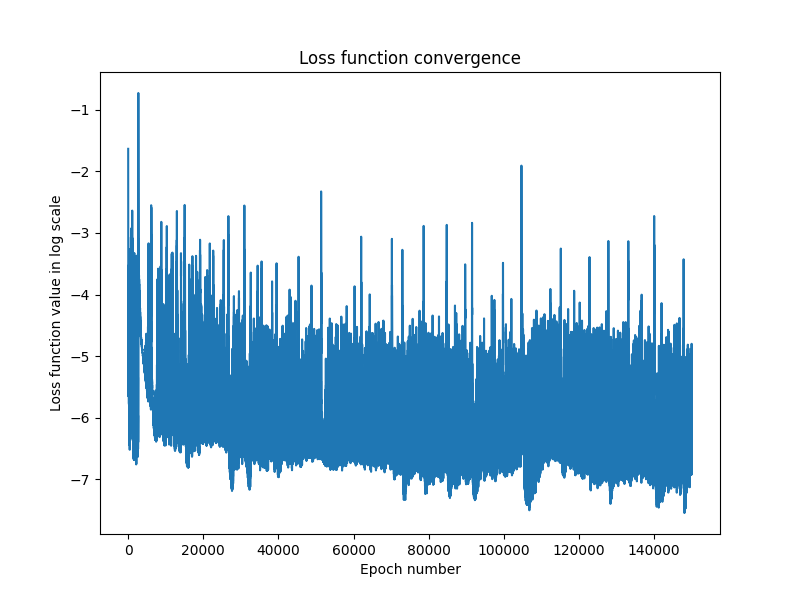 Loss function convergence
Loss function value in log scale
−1
−2
−3
−4
−5
−6
−7
0 20000 40000 60000 80000 100000 120000 140000
Epoch number